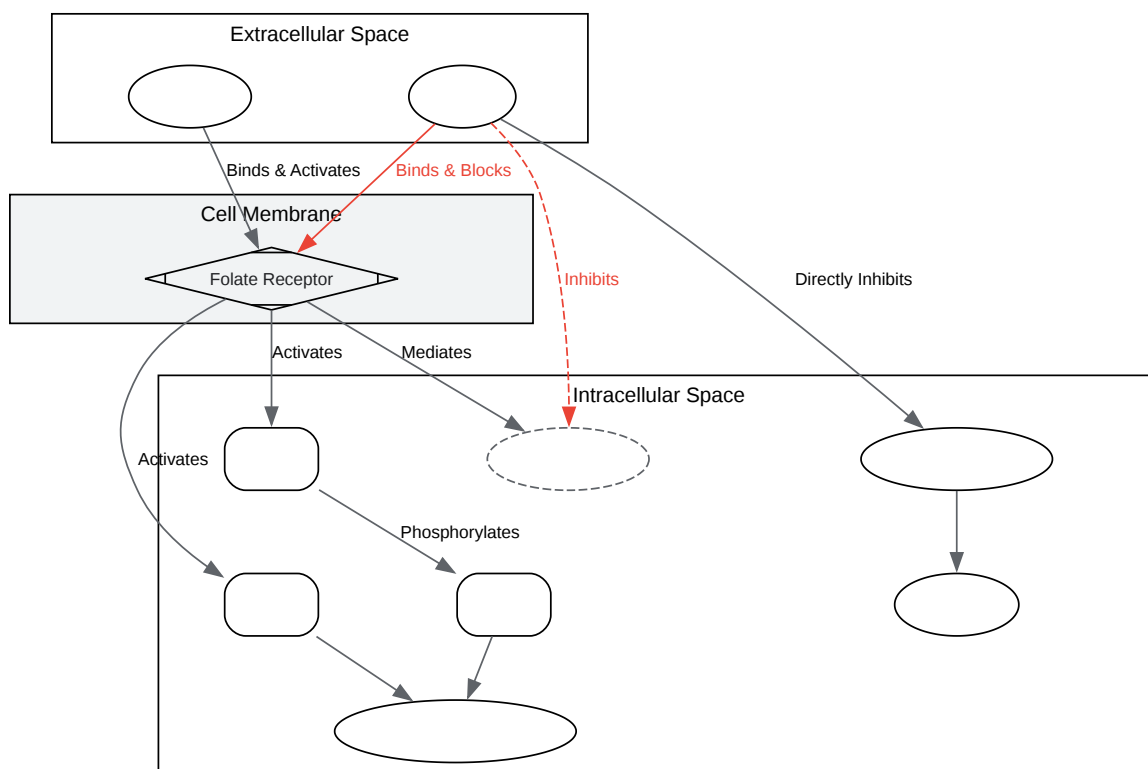 Extracellular Space
Binds & Activates
Binds & Blocks
Cell Membrane
Folate Receptor
Inhibits
Directly Inhibits
Activates
Mediates
Intracellular Space
Activates
Phosphorylates